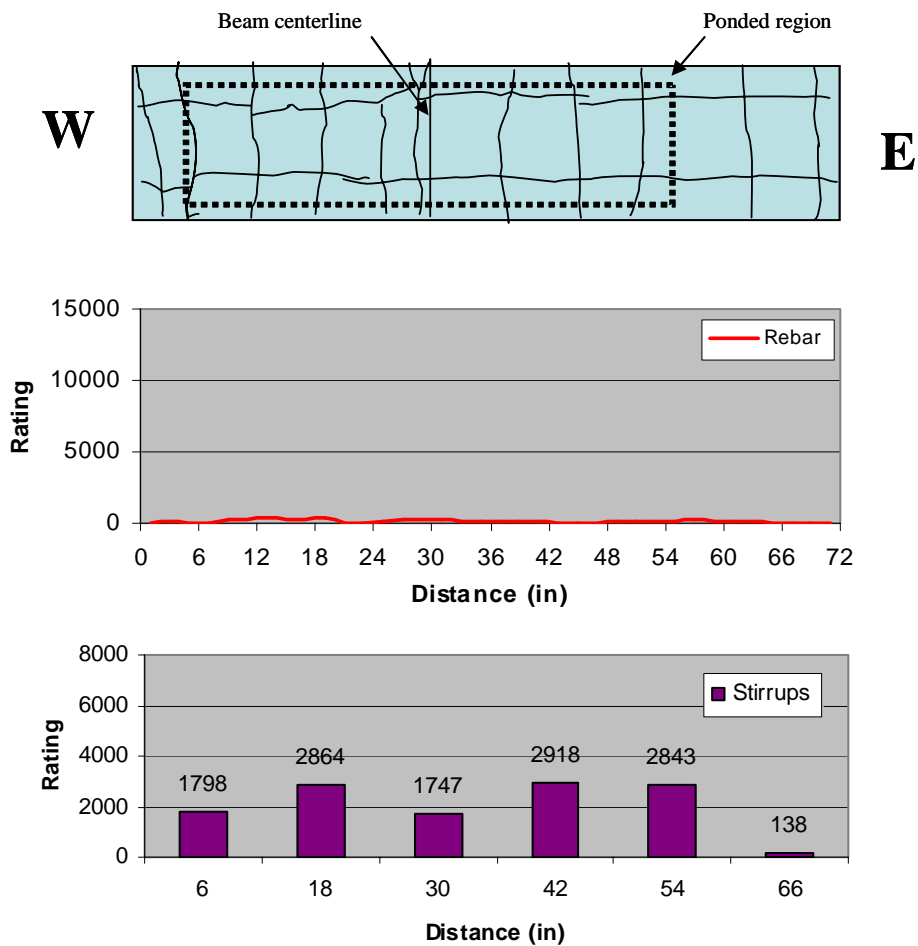 Beam centerline
Ponded region
W
E
15000
10000
5000
0
Rating
Rebar
0 6 12 18 24 30 36 42 48 54 60 66 72
Distance (in)
8000
6000
4000
2000
0
Rating
Stirrups
1798 2864 1747 2918 2843 138
6 18 30 42 54 66
Distance (in)